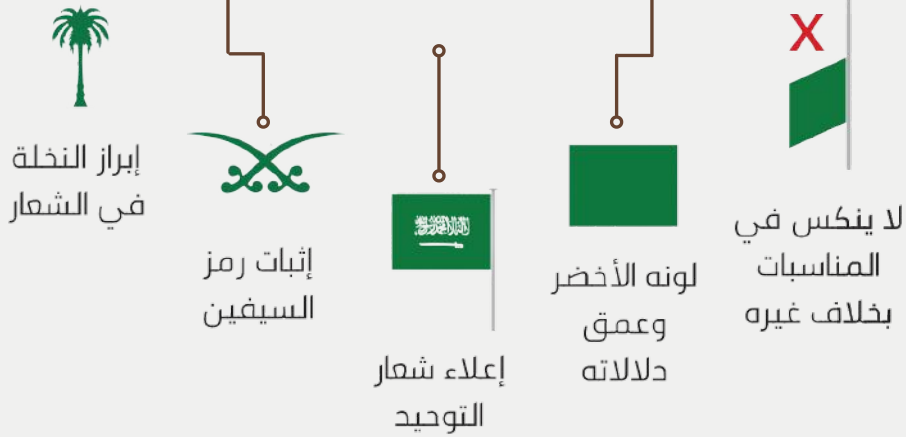 لا ينكس في
المناسبات
بخلاف غيره
لونه الأخضر
وعمق
دلالاته
إعلاء شعار
التوحيد
إثبات رمز
السيفين
إبراز النخلة
في الشعار